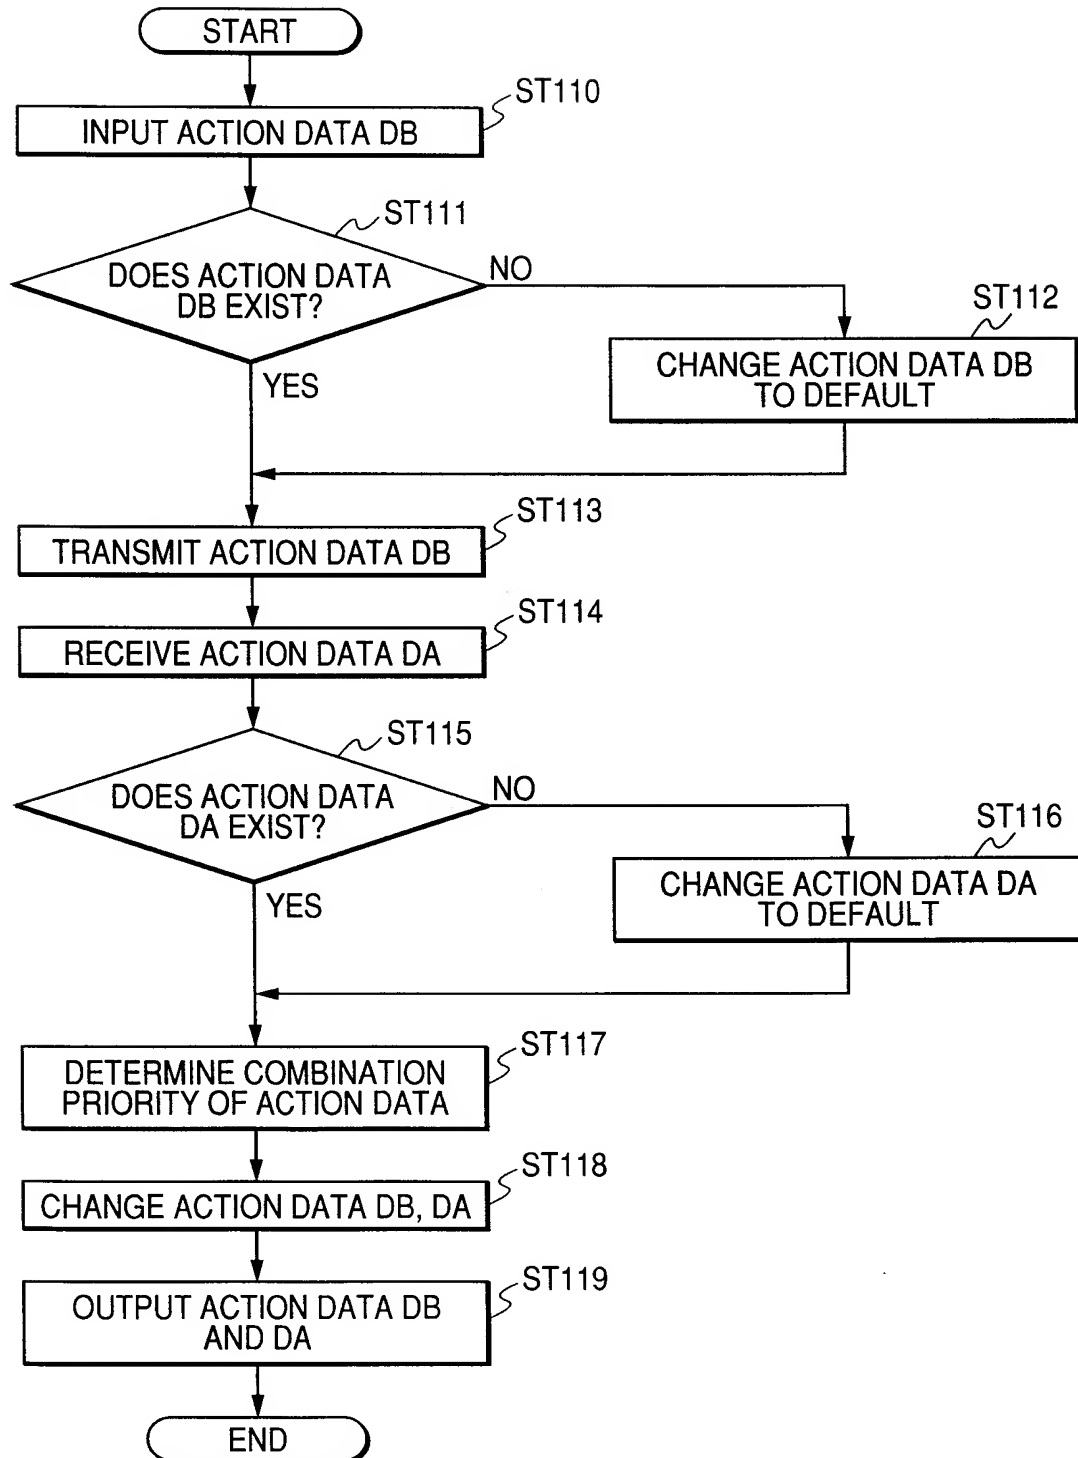 START
ST110
INPUT ACTION DATA DB
ST111
DOES ACTION DATA
DB EXIST?
NO
ST112
CHANGE ACTION DATA DB
TO DEFAULT
YES
ST113
TRANSMIT ACTION DATA DB
ST114
RECEIVE ACTION DATA DA
ST115
DOES ACTION DATA
DA EXIST?
NO
ST116
CHANGE ACTION DATA DA
TO DEFAULT
YES
ST117
DETERMINE COMBINATION
PRIORITY OF ACTION DATA
ST118
CHANGE ACTION DATA DB, DA
ST119
OUTPUT ACTION DATA DB
AND DA
END